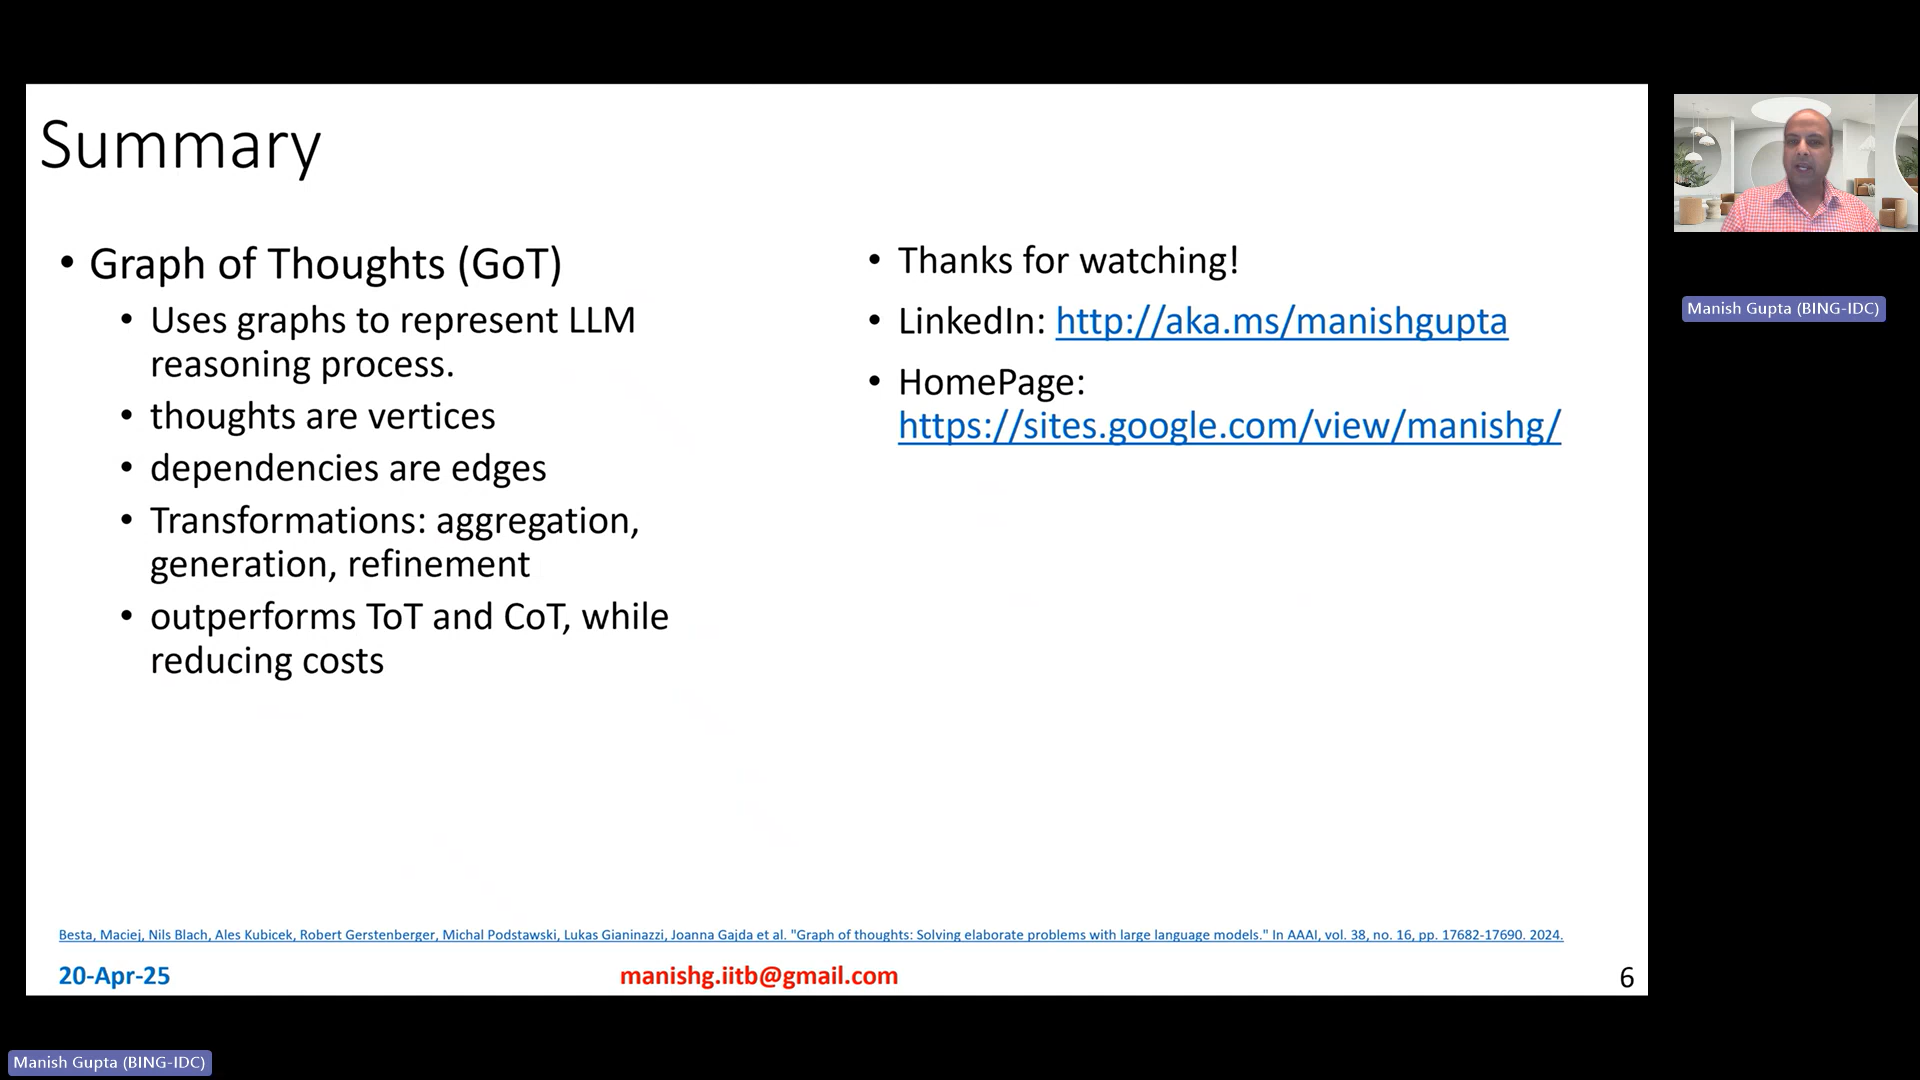 Summary
• Graph of Thoughts (GoT)
• Uses graphs to represent LLM
reasoning process.
• thoughts are vertices
• dependencies are edges
• Transformations: aggregation,
generation, refinement
• outperforms ToT and CoT, while
reducing costs
• Thanks for watching!
• LinkedIn: http://aka.ms/manishgupta
• HomePage:
https://sites.google.com/view/manishg/
Besta, Maciej, Nils Blach, Ales Kubicek, Robert Gerstenberger, Michal Podstawski, Lukas Gianinazzi, Joanna Gajda et al. "Graph of thoughts: Solving elaborate problems with large language models." In AAAI, vol. 38, no. 16, pp. 17682-17690. 2024.
20-Apr-25
manishg.iitb@gmail.com
6
Manish Gupta (BING-IDC)
Manish Gupta (BING-IDC)